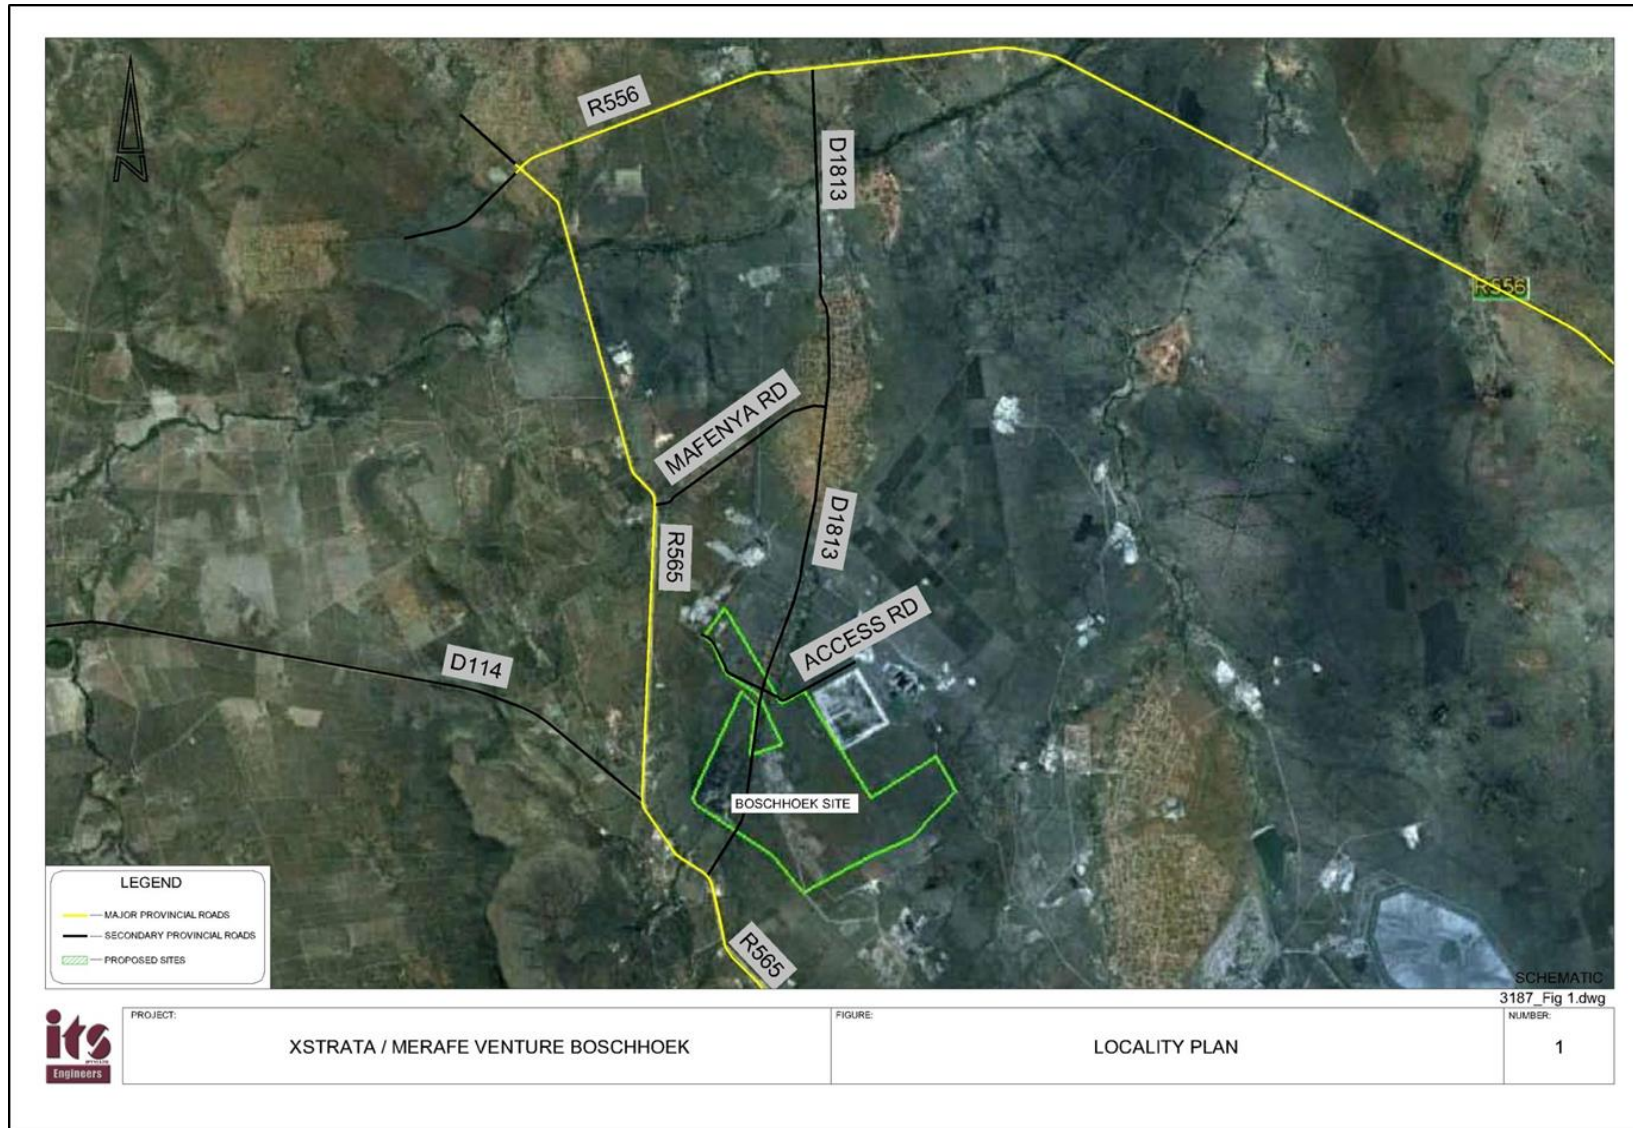 N
R556
D1813
R556
MAFENYA RD
D1813
R565
ACCESS RD
D114
BOSCHHOEK SITE
R565
LEGEND
MAJOR PROVINCIAL ROADS
SECONDARY PROVINCIAL ROADS
PROPOSED SITES
SCHEMATIC
3187_Fig 1.dwg
its
Engineers
PROJECT:
XSTRATA / MERAFE VENTURE BOSCHHOEK
FIGURE:
LOCALITY PLAN
NUMBER:
1